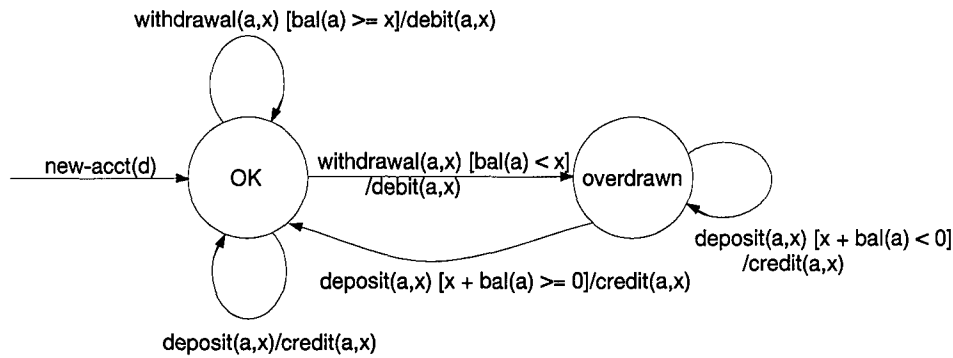 withdrawal(a,x) [bal(a) >= x]/debit(a,x)
new-acct(d)
OK
withdrawal(a,x) [bal(a) < x]
/debit(a,x)
overdrawn
deposit(a,x) [x + bal(a) < 0]
/credit(a,x)
deposit(a,x) [x + bal(a) >= 0]/credit(a,x)
deposit(a,x)/credit(a,x)